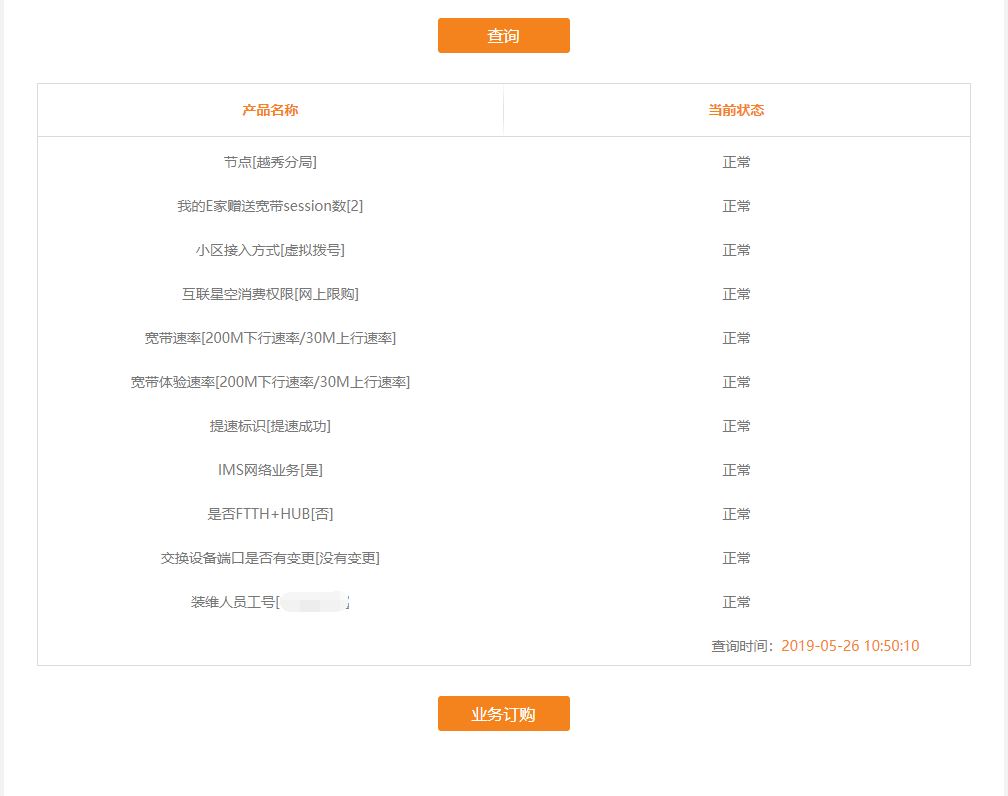 查询
产品名称 当前状态
节点[越秀分局] 正常
我的E家赠送宽带session数[2] 正常
小区接入方式[虚拟拨号] 正常
互联星空消费权限[网上限购] 正常
宽带速率[200M下行速率/30M上行速率] 正常
宽带体验速率[200M下行速率/30M上行速率] 正常
提速标识[提速成功] 正常
IMS网络业务[是] 正常
是否FTTH+HUB[否] 正常
交换设备端口是否有变更[没有变更] 正常
装维人员工号[ ] 正常
查询时间：2019-05-26 10:50:10
业务订购